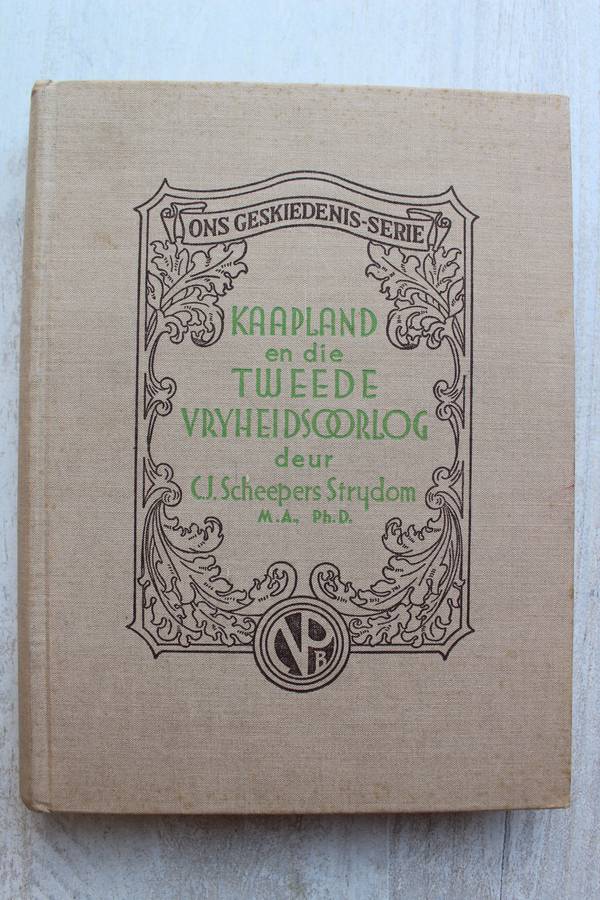 ONS GESKIEDENIS-SERIE
KAAPLAND
en die
TWEEDE
VRYHEIDSOORLOG
deur
C.J. Scheepers Strydom
M.A., Ph.D.
NPB